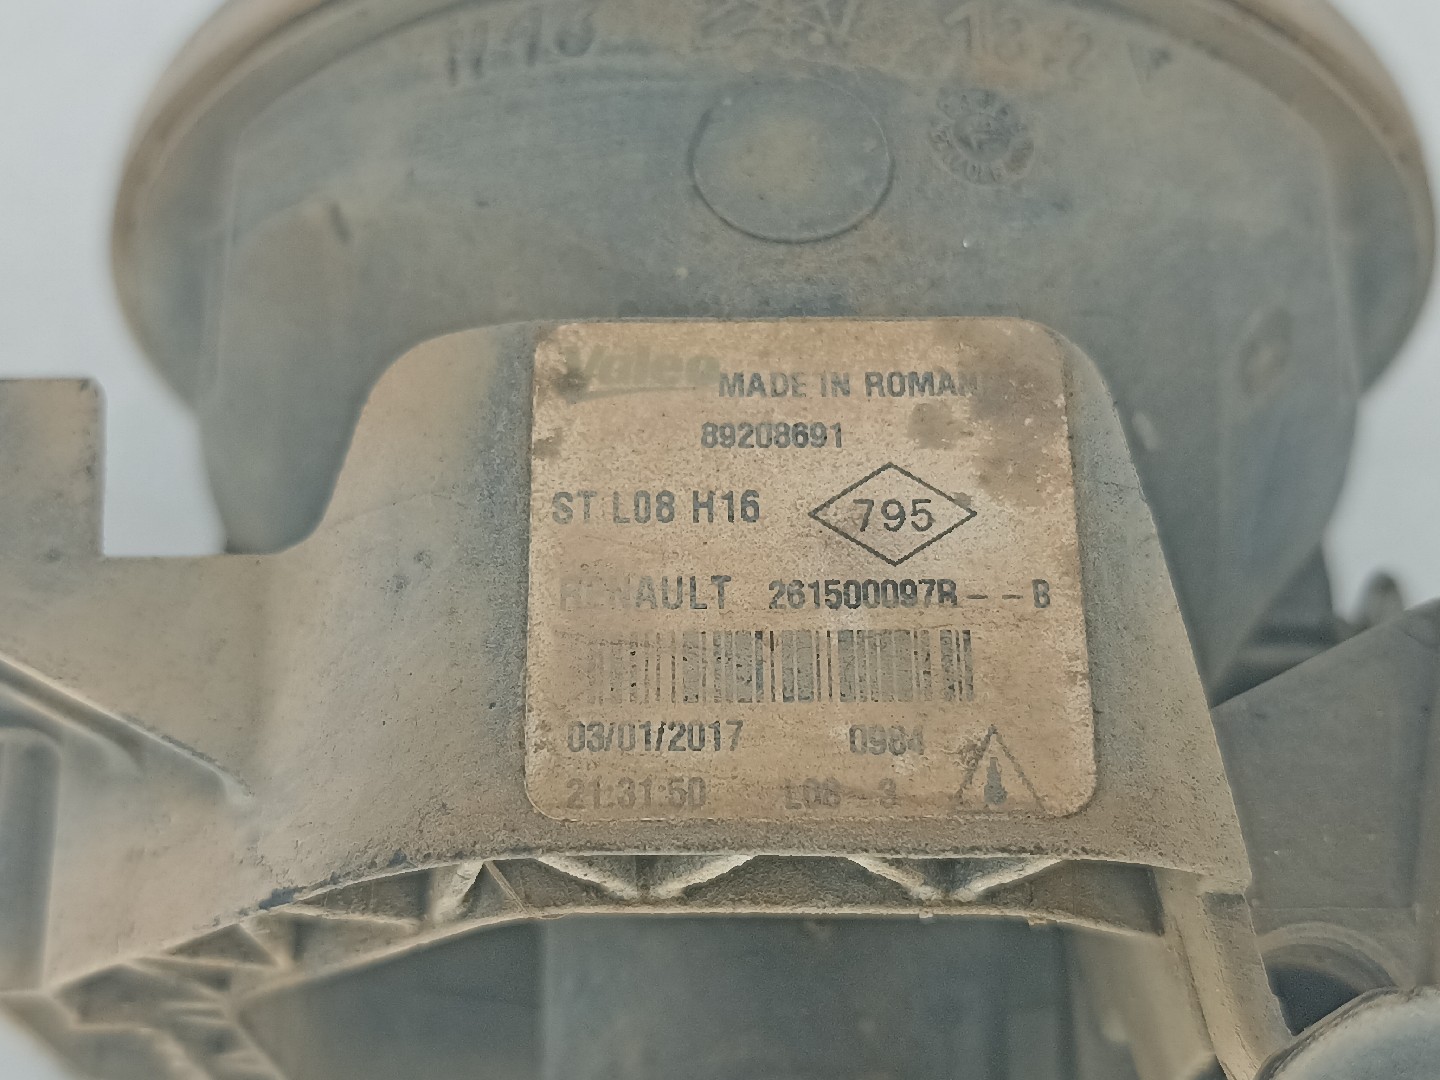 Valeo MADE IN ROMAN
89208691
ST L08 H16 795
RENAULT 261500097R--B
03/01/2017 0984
21:31:50 L08-3